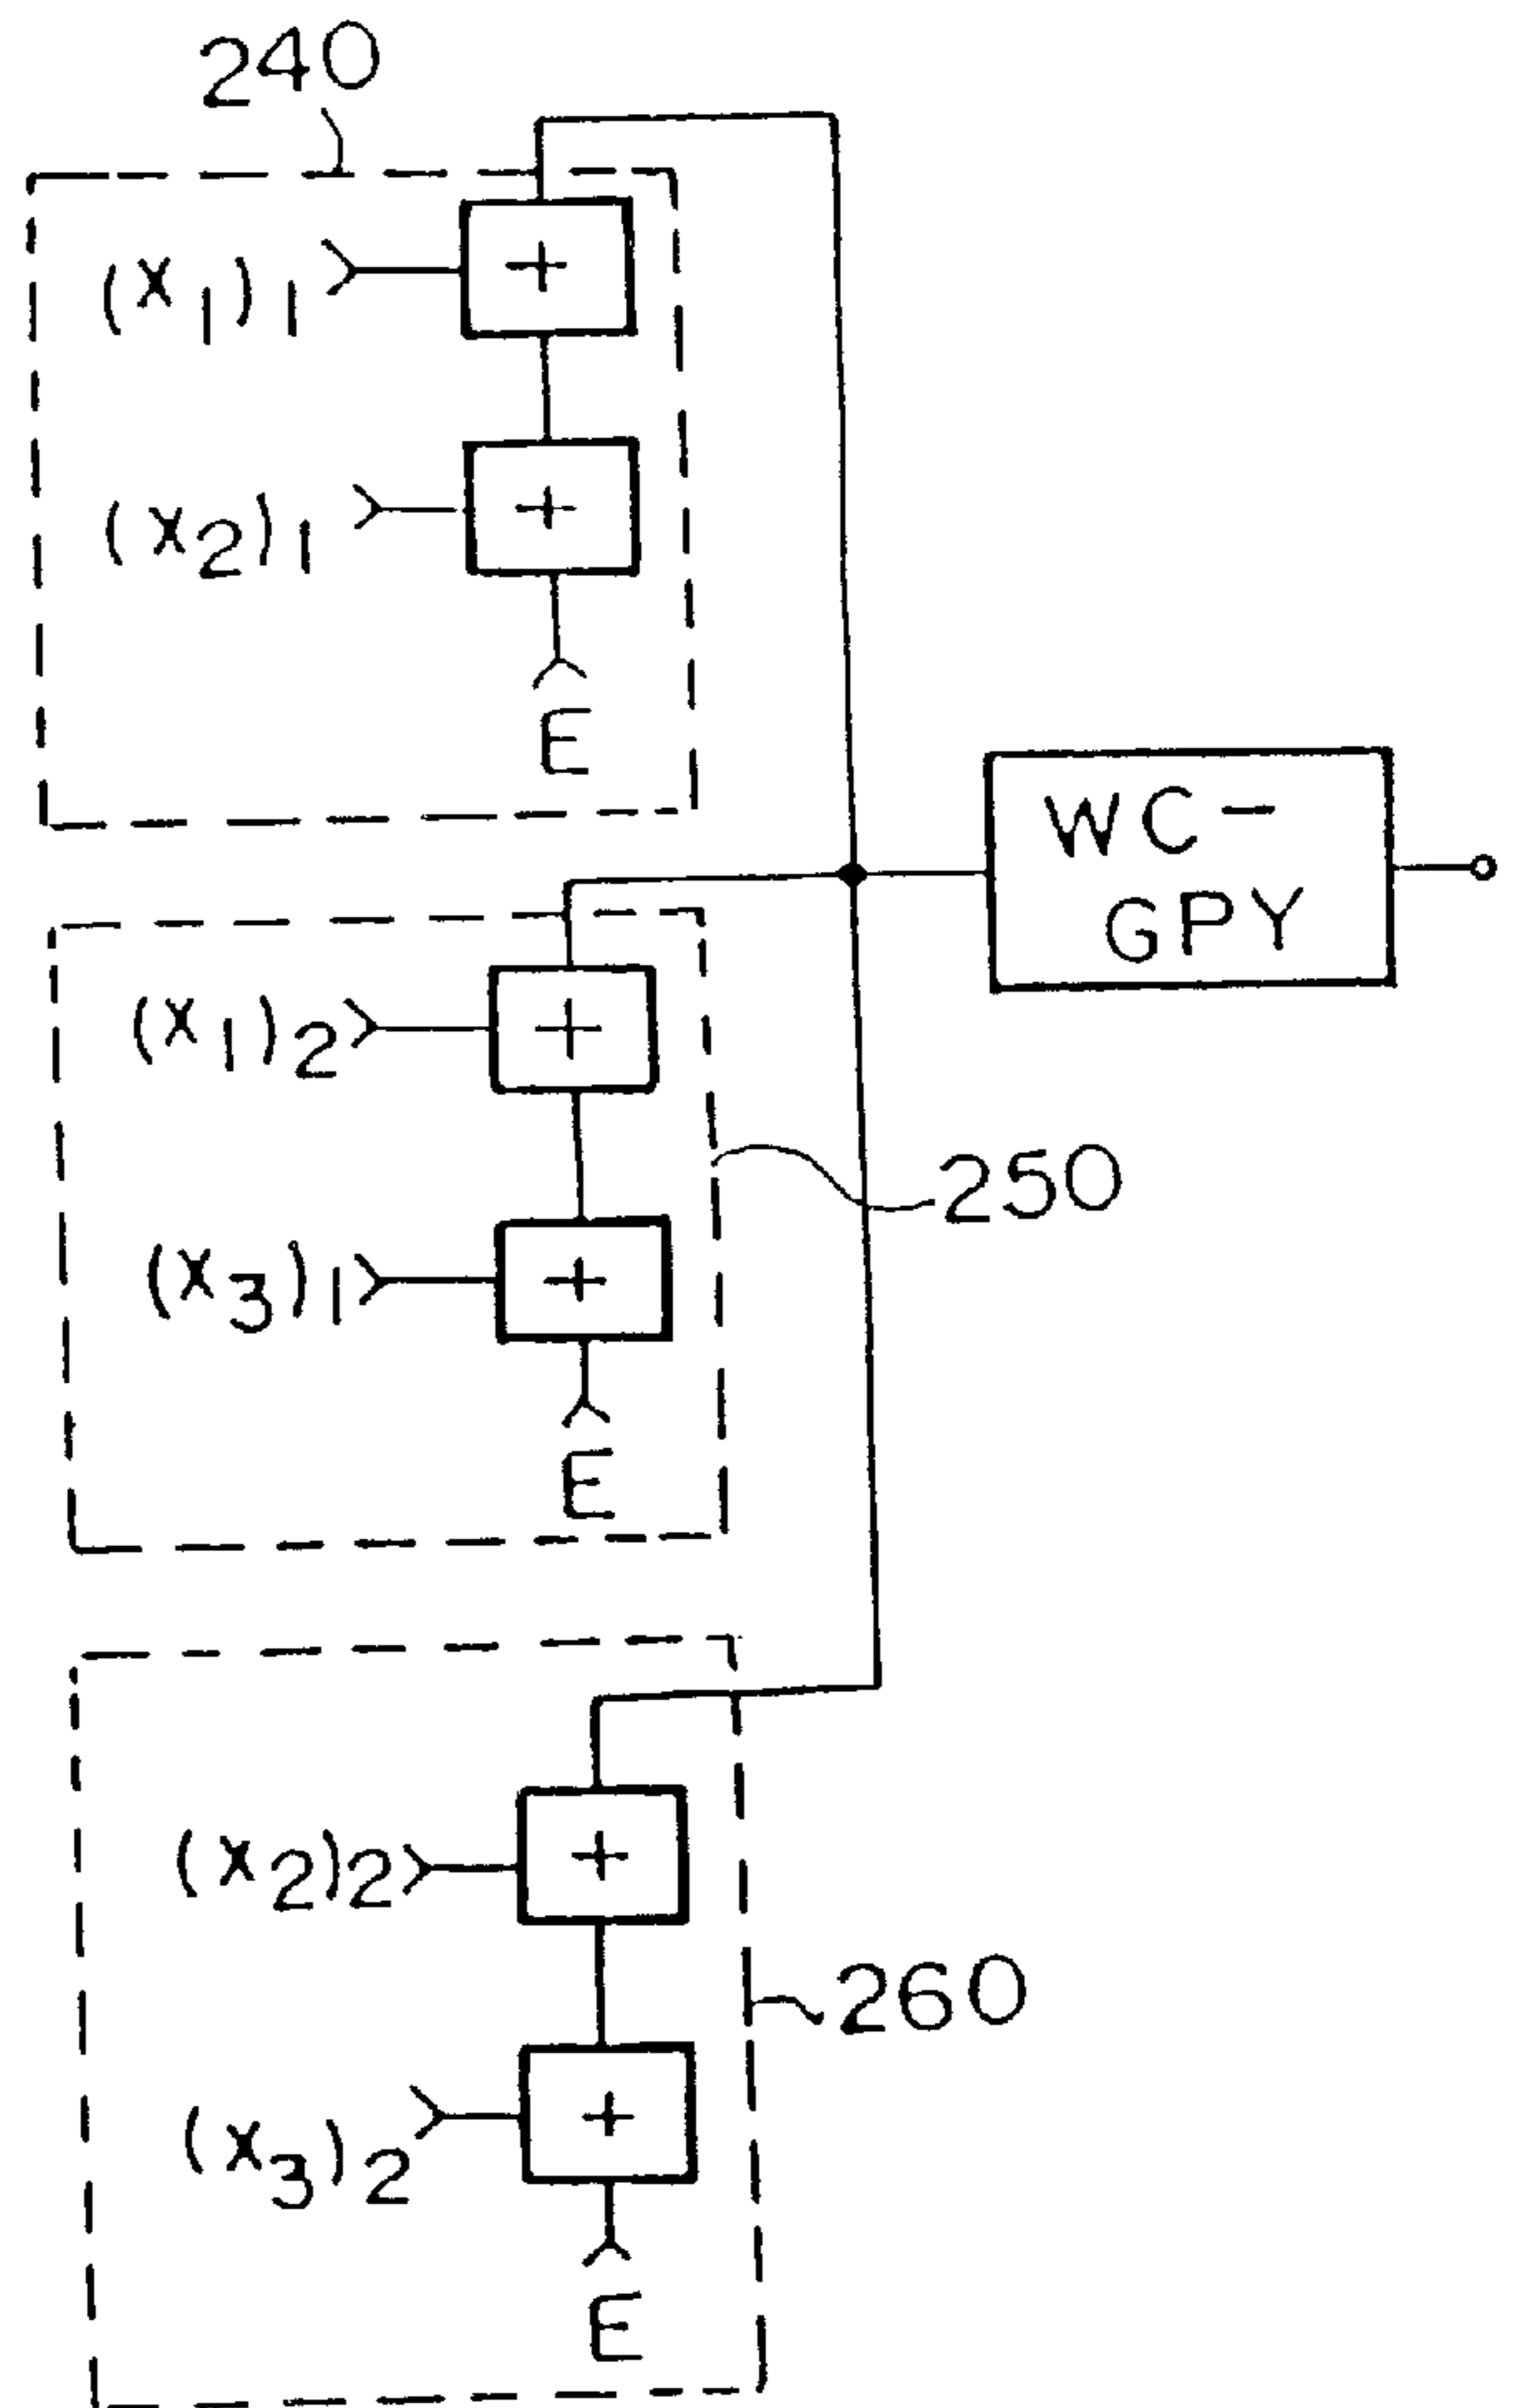 240
(x₁)₁
+
(x₂)₁
+
E
WC-
GPY
(x₁)₂
+
250
(x₃)₁
+
E
(x₂)₂
+
260
(x₃)₂
+
E